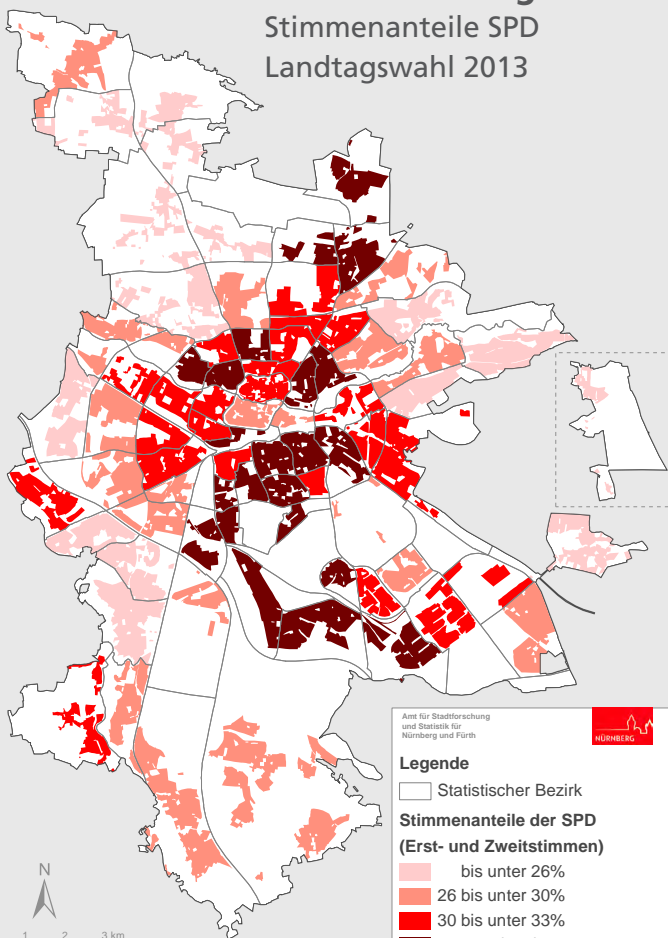 Stimmenanteile SPD
Landtagswahl 2013
Amt für Stadtforschung
und Statistik für
Nürnberg und Fürth
NÜRNBERG
Legende
Statistischer Bezirk
Stimmenanteile der SPD
(Erst- und Zweitstimmen)
bis unter 26%
26 bis unter 30%
30 bis unter 33%
N
1 2 3 km